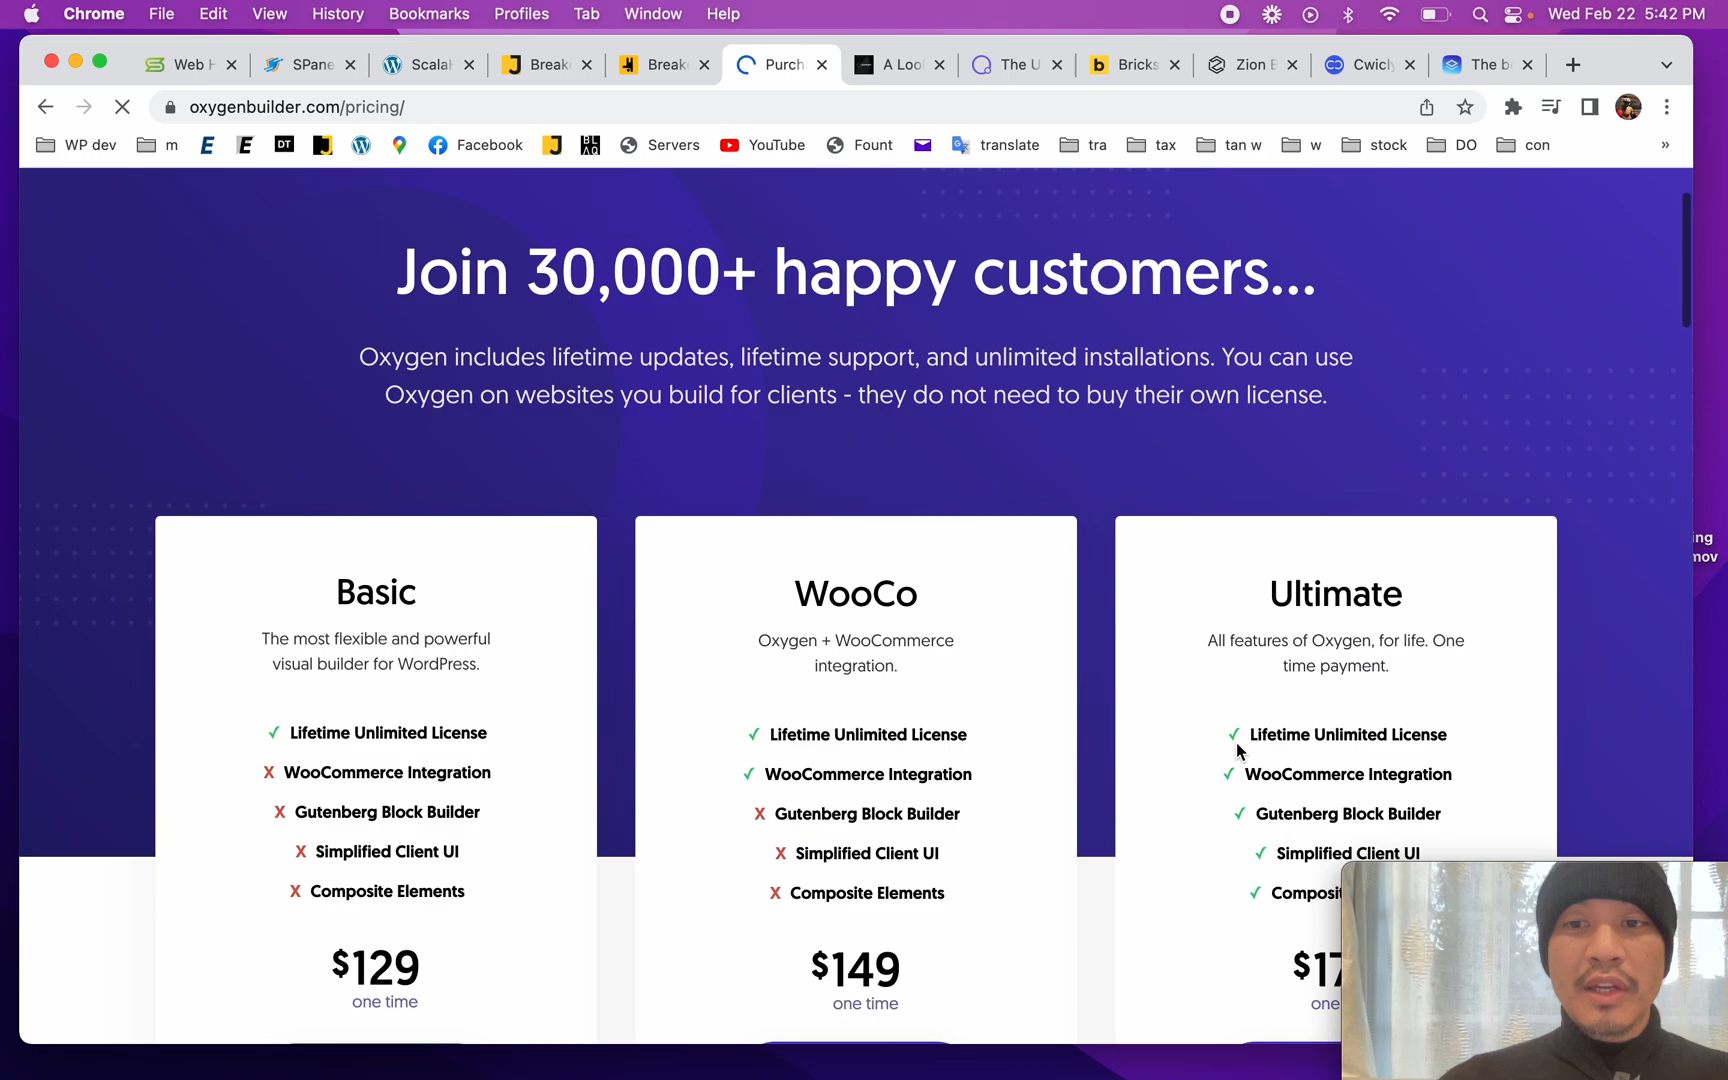 Chrome File Edit View History Bookmarks Profiles Tab Window Help Wed Feb 22 5:42 PM
Web H SPane Scalal Break Break Purch A Loo The U Bricks Zion E Cwicly The b
oxygenbuilder.com/pricing/
WP dev m E E DT J Facebook J BLAQ Servers YouTube Fount translate tra tax tan w w stock DO con »
Join 30,000+ happy customers...
Oxygen includes lifetime updates, lifetime support, and unlimited installations. You can use
Oxygen on websites you build for clients - they do not need to buy their own license.
ing
mov
Basic
The most flexible and powerful
visual builder for WordPress.
✓ Lifetime Unlimited License
X WooCommerce Integration
X Gutenberg Block Builder
X Simplified Client UI
X Composite Elements
$129
one time
WooCo
Oxygen + WooCommerce
integration.
✓ Lifetime Unlimited License
✓ WooCommerce Integration
X Gutenberg Block Builder
X Simplified Client UI
X Composite Elements
$149
one time
Ultimate
All features of Oxygen, for life. One
time payment.
✓ Lifetime Unlimited License
✓ WooCommerce Integration
✓ Gutenberg Block Builder
✓ Simplified Client UI
✓ Composit
$17
one